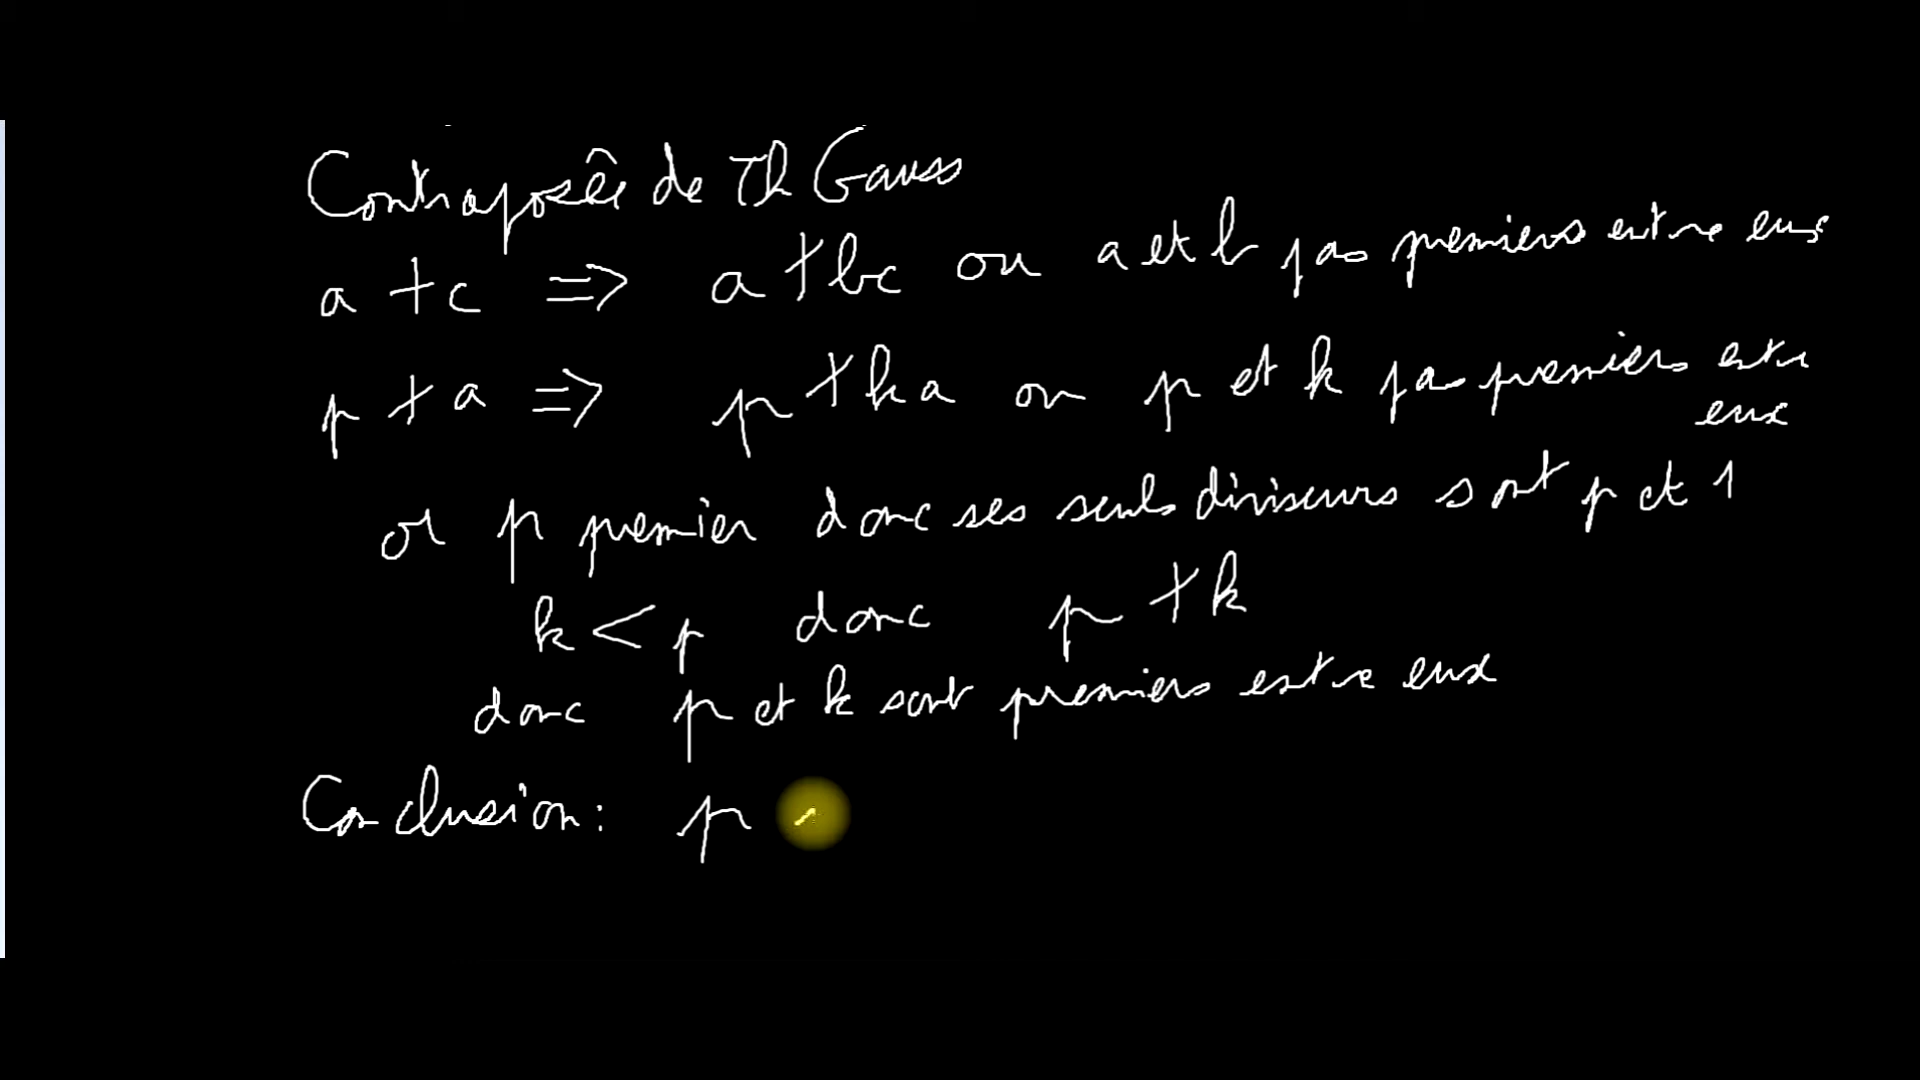 Contraposée de Th Gauss
a ∤ c ⇒ a ∤ bc ou a et b pas premiers entre eux
p ∤ a ⇒ p ∤ ka ou p et k pas premiers entre
eux
or p premier donc ses seuls diviseurs sont p et 1
k < p donc p ∤ k
donc p et k sont premiers entre eux
Conclusion: p